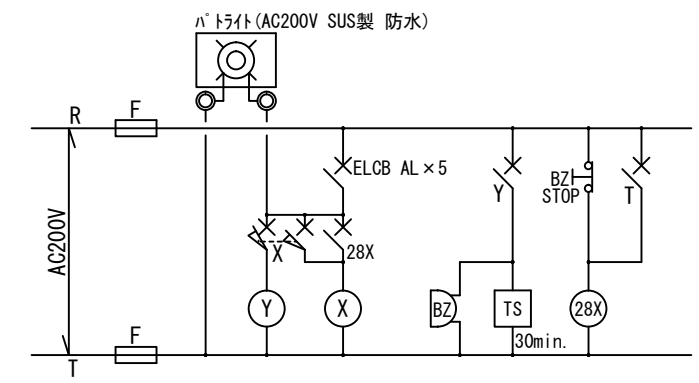 ﾊﾟﾄﾗｲﾄ(AC200V SUS製 防水)
R
F
ELCB AL×5
BZ
STOP
Y
T
AC200V
X
28X
Y
X
BZ
TS
28X
30min.
F
T